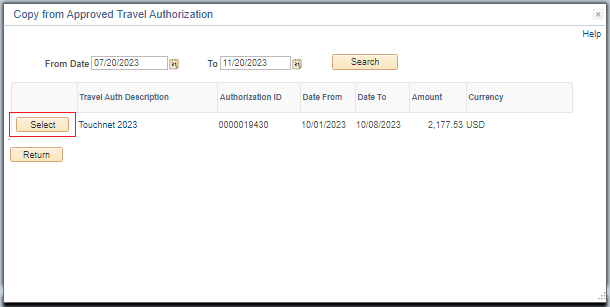 Copy from Approved Travel Authorization
Help
From Date 07/20/2023 To 11/20/2023 Search
Travel Auth Description Authorization ID Date From Date To Amount Currency
Select Touchnet 2023 0000019430 10/01/2023 10/08/2023 2,177.53 USD
Return